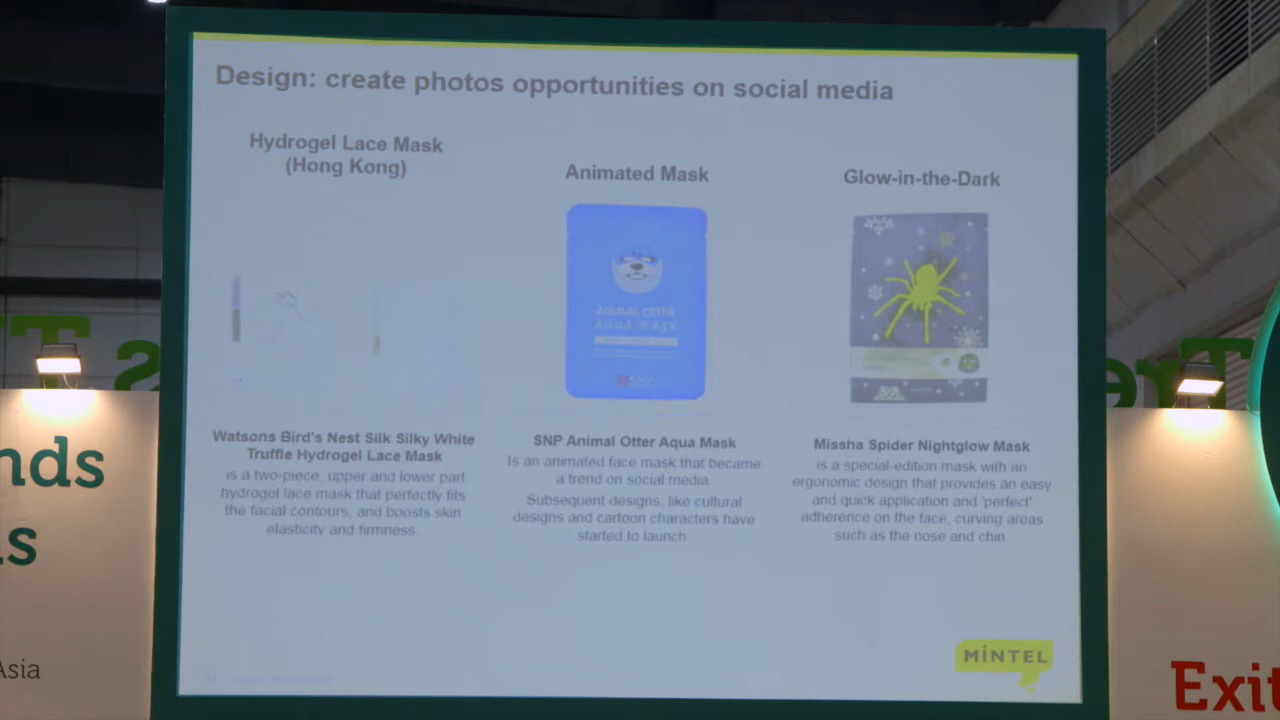 Design: create photos opportunities on social media
Hydrogel Lace Mask
(Hong Kong)
Animated Mask
Glow-in-the-Dark
ANIMAL OTTER
AQUA MASK
SNP
Watsons Bird's Nest Silk Silky White
Truffle Hydrogel Lace Mask
is a two-piece, upper and lower part
hydrogel lace mask that perfectly fits
the facial contours, and boosts skin
elasticity and firmness.
SNP Animal Otter Aqua Mask
Is an animated face mask that became
a trend on social media.
Subsequent designs, like cultural
designs and cartoon characters have
started to launch
Missha Spider Nightglow Mask
is a special-edition mask with an
ergonomic design that provides an easy
and quick application and 'perfect'
adherence on the face, curving areas
such as the nose and chin.
MINTEL
nds
s
Asia
S T
Tre
Exit